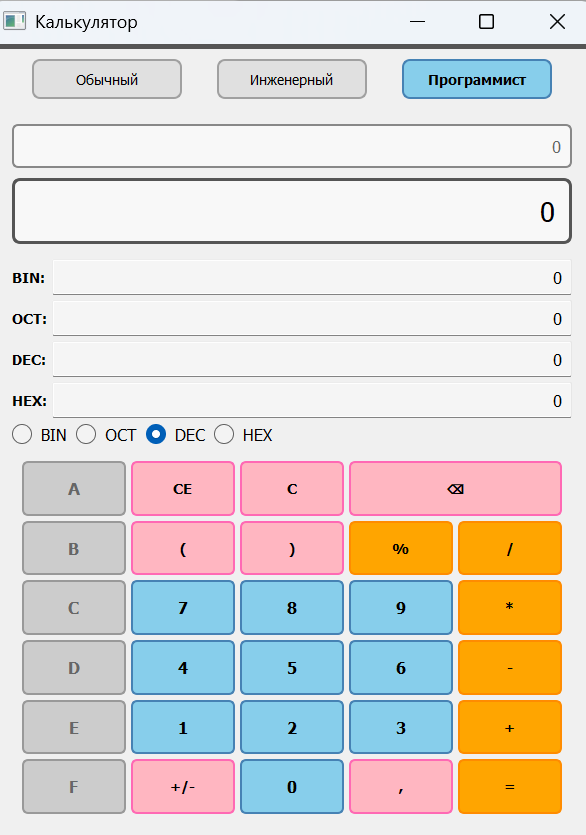 Калькулятор
Обычный Инженерный Программист
0
0
BIN: 0
OCT: 0
DEC: 0
HEX: 0
BIN OCT DEC HEX
A CE C ⌫
B ( ) % /
C 7 8 9 *
D 4 5 6 -
E 1 2 3 +
F +/- 0 , =